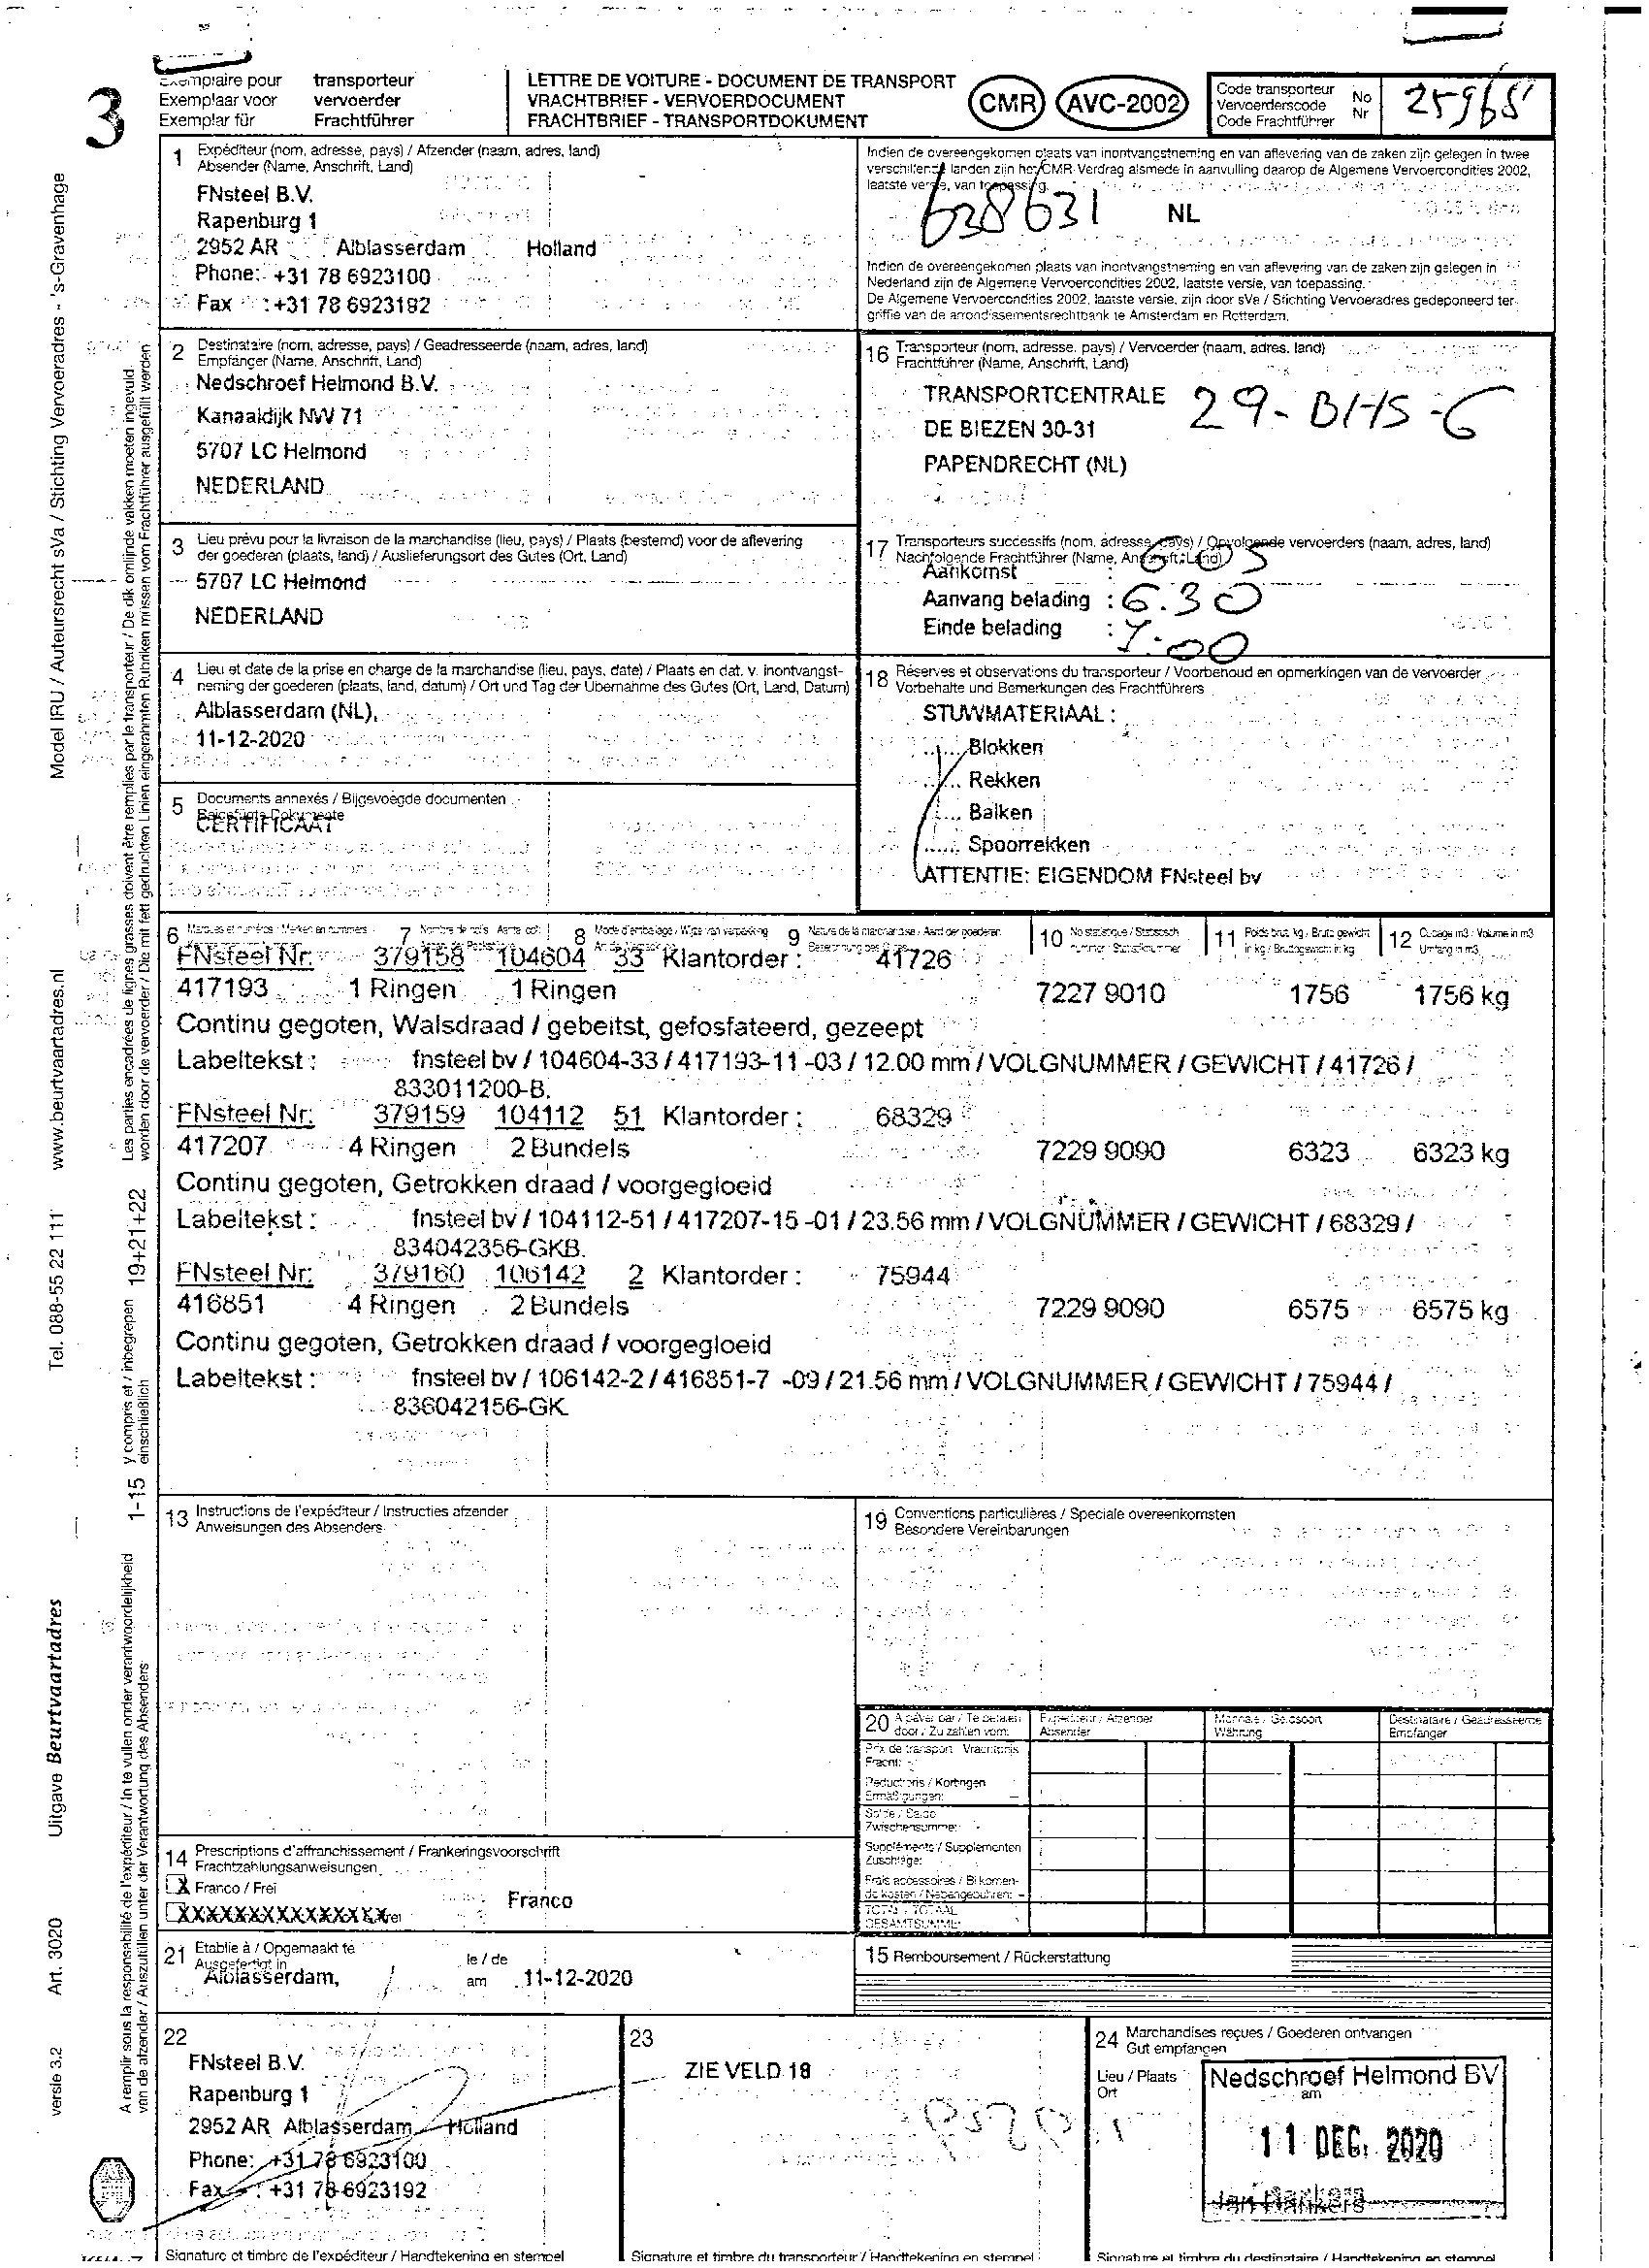 3
Exemplaire pour transporteur
Exemplaar voor vervoerder
Exemplar für Frachtführer
LETTRE DE VOITURE - DOCUMENT DE TRANSPORT
VRACHTBRIEF - VERVOERDOCUMENT
FRACHTBRIEF - TRANSPORTDOKUMENT
CMR AVC-2002
Code transporteur
Vervoerderscode
Code Frachtführer
No
Nr
25968
1 Expéditeur (nom, adresse, pays) / Afzender (naam, adres, land)
Absender (Name, Anschrift, Land)
FNsteel B.V.
Rapenburg 1
2952 AR Alblasserdam Holland
Phone: +31 78 6923100
Fax : +31 78 6923192
Indien de overeengekomen plaats van inontvangstneming en van aflevering van de zaken zijn gelegen in twee
verschillende landen zijn het CMR-Verdrag alsmede in aanvulling daarop de Algemene Vervoercondities 2002,
laatste versie, van toepassing.
638631 NL
Indien de overeengekomen plaats van inontvangstneming en van aflevering van de zaken zijn gelegen in
Nederland zijn de Algemene Vervoercondities 2002, laatste versie, van toepassing.
De Algemene Vervoercondities 2002, laatste versie, zijn door sVa / Stichting Vervoeradres gedeponeerd ter
griffie van de arrondissementsrechtbank te Amsterdam en Rotterdam.
2 Destinataire (nom, adresse, pays) / Geadresseerde (naam, adres, land)
Empfänger (Name, Anschrift, Land)
Nedschroef Helmond B.V.
Kanaaldijk NW 71
5707 LC Helmond
NEDERLAND
16 Transporteur (nom, adresse, pays) / Vervoerder (naam, adres, land)
Frachtführer (Name, Anschrift, Land)
TRANSPORTCENTRALE
DE BIEZEN 30-31
PAPENDRECHT (NL)
29-BHS-6
3 Lieu prévu pour la livraison de la marchandise (lieu, pays) / Plaats (bestemd) voor de aflevering
der goederen (plaats, land) / Auslieferungsort des Gutes (Ort, Land)
5707 LC Helmond
NEDERLAND
17 Transporteurs successifs (nom, adresse, pays) / Opvolgende vervoerders (naam, adres, land)
Nachfolgende Frachtführer (Name, Anschrift, Land)
Aankomst : 6.05
Aanvang belading : 6.30
Einde belading : 7:00
4 Lieu et date de la prise en charge de la marchandise (lieu, pays, date) / Plaats en dat. v. inontvangst-
neming der goederen (plaats, land, datum) / Ort und Tag der Übernahme des Gutes (Ort, Land, Datum)
Alblasserdam (NL),
11-12-2020
18 Réserves et observations du transporteur / Voorbehoud en opmerkingen van de vervoerder
Vorbehalte und Bemerkungen des Frachtführers
STUWMATERIAAL :
Blokken
Rekken
Balken
Spoorrekken
ATTENTIE: EIGENDOM FNsteel bv
5 Documents annexés / Bijgevoegde documenten
Beigefügte Dokumente
CERTIFICAAT
6 Marques et numéros / Merken en nummers
7 Nombre de colis / Aantal colli
8 Mode d'emballage / Wijze van verpakking
9 Nature de la marchandise / Aard der goederen
10 No statistique / Statistisch
nummer / Statistiknummer
11 Poids brut, kg / Bruto gewicht
in kg / Bruttogewicht in kg
12 Cubage m3 / Volume in m3
Umfang in m3
FNsteel Nr: 379158 104604 33 Klantorder : 41726
417193 1 Ringen 1 Ringen 7227 9010 1756 1756 kg
Continu gegoten, Walsdraad / gebeitst, gefosfateerd, gezeept
Labeltekst : fnsteel bv / 104604-33 / 417193-11 -03 / 12.00 mm / VOLGNUMMER / GEWICHT / 41726 /
833011200-B.
FNsteel Nr: 379159 104112 51 Klantorder : 68329
417207 4 Ringen 2 Bundels 7229 9090 6323 6323 kg
Continu gegoten, Getrokken draad / voorgegloeid
Labeltekst : fnsteel bv / 104112-51 / 417207-15 -01 / 23.56 mm / VOLGNUMMER / GEWICHT / 68329 /
834042356-GKB.
FNsteel Nr: 379160 106142 2 Klantorder : 75944
416851 4 Ringen 2 Bundels 7229 9090 6575 6575 kg
Continu gegoten, Getrokken draad / voorgegloeid
Labeltekst : fnsteel bv / 106142-2 / 416851-7 -09 / 21.56 mm / VOLGNUMMER / GEWICHT / 75944 /
836042156-GK.
13 Instructions de l'expéditeur / Instructies afzender
Anweisungen des Absenders
19 Conventions particulières / Speciale overeenkomsten
Besondere Vereinbarungen
20 A payer par / Te betalen
door / Zu zahlen vom:
Expéditeur / Afzender
Absender
Monnaie / Geldsoort
Währung
Destinataire / Geadresseerde
Empfänger
Prix de transport / Vrachtprijs
Fracht:
Réductions / Kortingen
Ermäßigungen:
Solde / Saldo
Zwischensumme:
Suppléments / Supplementen
Zuschläge:
Frais accessoires / Bijkomen-
de kosten / Nebengebühren:
TOTAL / TOTAAL
GESAMTSUMME:
14 Prescriptions d'affranchissement / Frankeringsvoorschrift
Frachtzahlungsanweisungen
X Franco / Frei
Franco
XXXXXXXXXXXXXX
21 Etablie à / Opgemaakt te
Ausgefertigt in
Alblasserdam,
le / de
am 11-12-2020
15 Remboursement / Rückerstattung
22
FNsteel B.V.
Rapenburg 1
2952 AR Alblasserdam Holland
Phone: +31 78 6923100
Fax : +31 78 6923192
Signature et timbre de l'expéditeur / Handtekening en stempel
23
ZIE VELD 18
Signature et timbre du transporteur / Handtekening en stempel
24 Marchandises reçues / Goederen ontvangen
Gut empfangen
Lieu / Plaats
Ort
am
Nedschroef Helmond BV
11 DEC. 2020
Signature et timbre du destinataire / Handtekening en stempel
Model IRU / Auteursrecht sVa / Stichting Vervoeradres - 's-Gravenhage
www.beurtvaartadres.nl
Tel. 088-55 22 111
Uitgave Beurtvaartadres
Art. 3020
versie 3.2
Les parties encadrées de lignes grasses doivent être remplies par le transporteur / De dik omlijnde vakken moeten ingevuld
worden door de vervoerder / Die mit fett gedruckten Linien eingerahmten Rubriken müssen vom Frachtführer ausgefüllt werden
19+21+22
y compris et / inbegrepen
einschließlich
1-15
A remplir sous la responsabilité de l'expéditeur / In te vullen onder verantwoordelijkheid
van de afzender / Auszufüllen unter der Verantwortung des Absenders